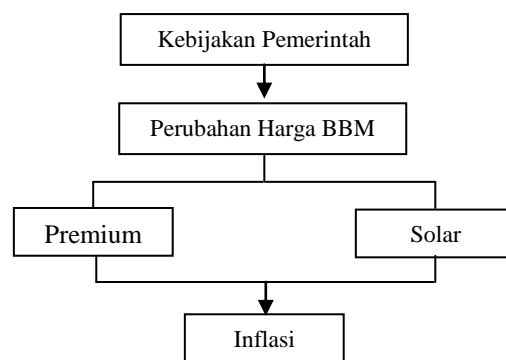 Kebijakan Pemerintah
Perubahan Harga BBM
Premium
Solar
Inflasi